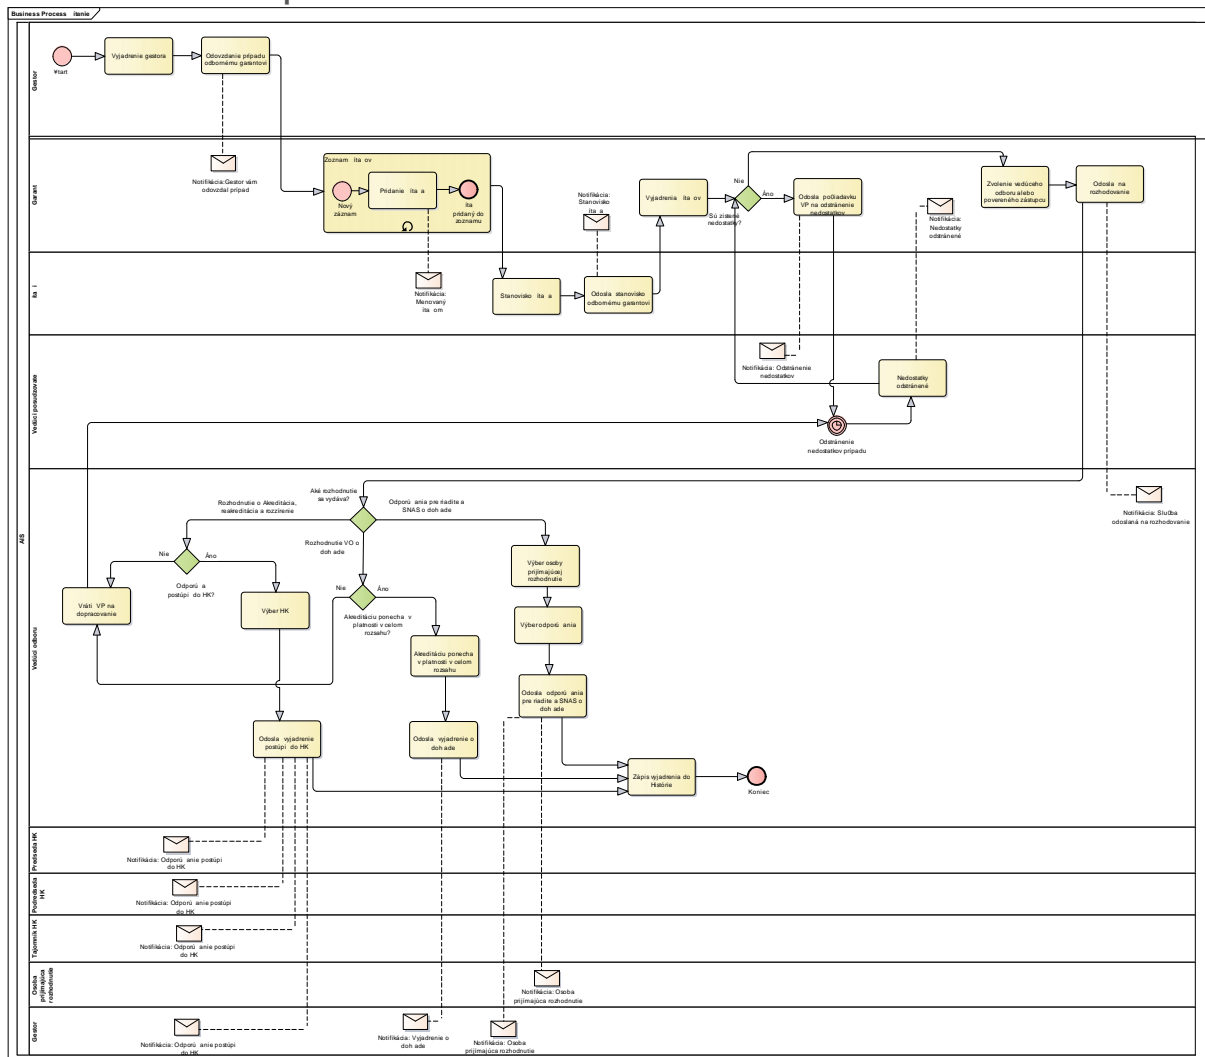 Business Process itanie
Gestor
Štart
Vyjadrenie gestora
Odovzdanie prípadu
odbornému garantovi
Notifikácia:Gestor vám
odovzdal prípad
AIS
Garant
Zoznam ita ov
Nový
záznam
Pridanie ita a
ita
pridaný do
zoznamu
Notifikácia:
Stanovisko
ita a
Vyjadrenia ita ov
Nie
Áno
Sú zistené
nedostatky?
Odosla požiadavku
VP na odstránenie
nedostatkov
Notifikácia:
Nedostatky
odstránené
Zvolenie vedúceho
odboru alebo
povereného zástupcu
Odosla na
rozhodovanie
ita i
Notifikácia:
Menovaný
ita om
Stanovisko ita a
Odosla stanovisko
odbornému garantovi
Vedúci posudzovate
Notifikácia: Odstránenie
nedostatkov
Nedostatky
odstránené
Odstránenie
nedostatkov prípadu
Vedúci odboru
Rozhodnutie o Akreditácia,
reakreditácia a rozzírenie
Aké rozhodnutie
sa vydáva?
Odporú ania pre riadite a
SNAS o doh ade
Notifikácia: Služba
odoslaná na rozhodovanie
Rozhodnutie VO o
doh ade
Nie
Áno
Odporú a
postúpi do HK?
Výber osoby
prijímajúcej
rozhodnutie
Vráti VP na
dopracovanie
Výber HK
Nie
Áno
Akreditáciu ponecha v
platnosti v celom
rozsahu?
Výber odporú ania
Akreditáciu ponecha
v platnosti v celom
rozsahu
Odosla odporú ania
pre riadite a SNAS o
doh ade
Odosla vyjadrenie
postúpi do HK
Odosla vyjadrenie o
doh ade
Zápis vyjadrenia do
Histórie
Koniec
Predseda HK
Notifikácia: Odporú anie postúpi
do HK
Podredseda
HK
Notifikácia: Odporú anie postúpi
do HK
Tajomník HK
Notifikácia: Odporú anie postúpi
do HK
Osoba
prijímajúca
rozhodnutie
Notifikácia: Osoba
prijímajúca rozhodnutie
Gestor
Notifikácia: Odporú anie postúpi
do HK
Notifikácia: Vyjadrenie o
doh ade
Notifikácia: Osoba
prijímajúca rozhodnutie